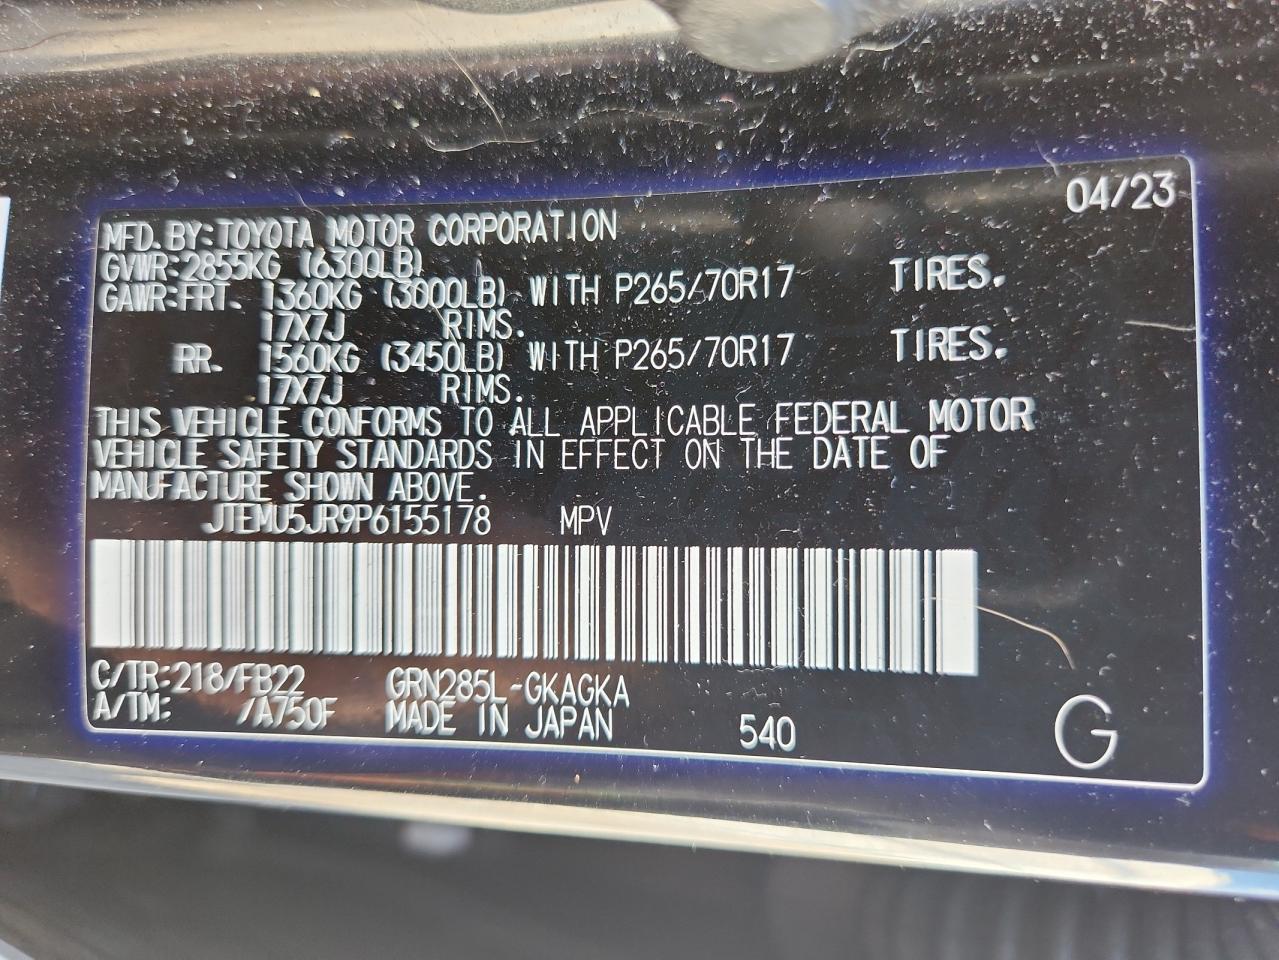 04/23
MFD. BY: TOYOTA MOTOR CORPORATION
GVWR: 2855KG (6300LB)
GAWR: FRT. 1360KG (3000LB) WITH P265/70R17 TIRES.
17X7J RIMS.
RR. 1560KG (3450LB) WITH P265/70R17 TIRES.
17X7J RIMS.
THIS VEHICLE CONFORMS TO ALL APPLICABLE FEDERAL MOTOR
VEHICLE SAFETY STANDARDS IN EFFECT ON THE DATE OF
MANUFACTURE SHOWN ABOVE.
JTEMU5JR9P6155178 MPV
C/TR: 218/FB22 GRN285L-GKAGKA
A/TM: /A750F MADE IN JAPAN 540 G